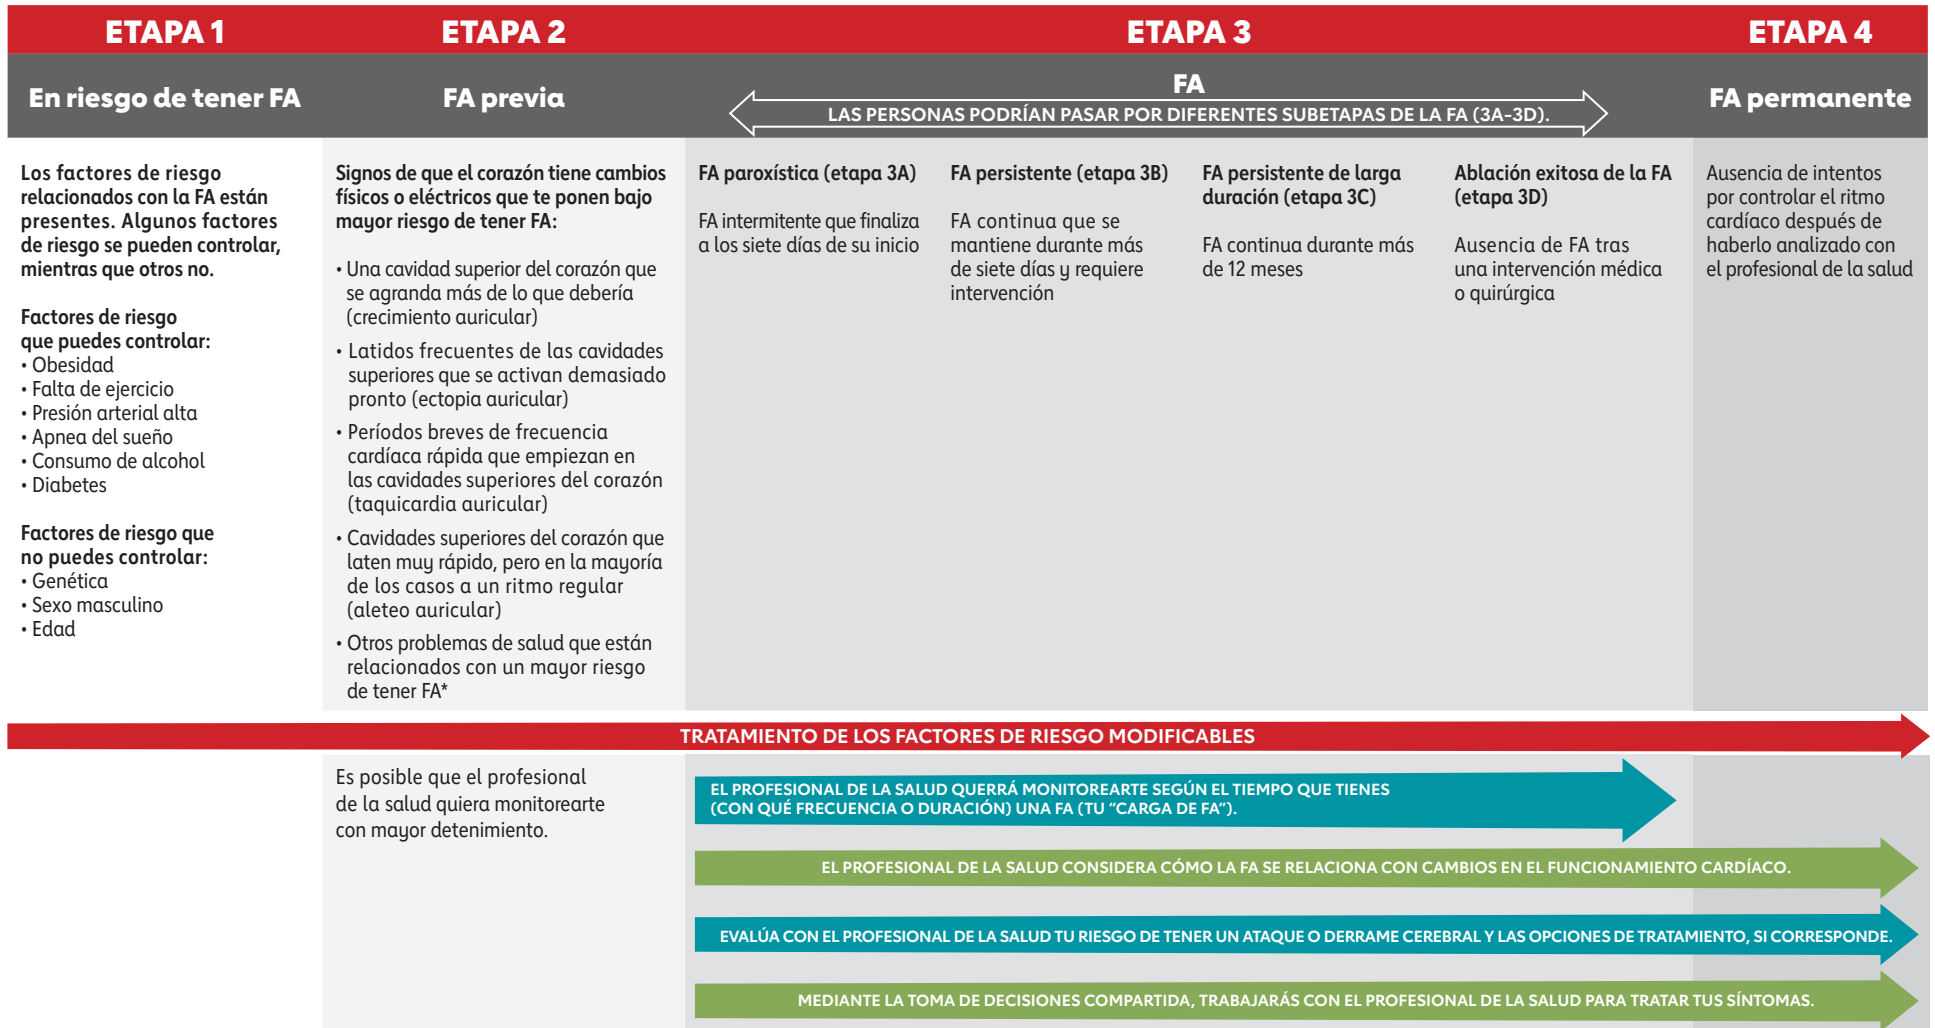 ETAPA 1
ETAPA 2
ETAPA 3
ETAPA 4
En riesgo de tener FA
FA previa
FA
LAS PERSONAS PODRÍAN PASAR POR DIFERENTES SUBETAPAS DE LA FA (3A-3D).
FA permanente
Los factores de riesgo
relacionados con la FA están
presentes. Algunos factores
de riesgo se pueden controlar,
mientras que otros no.
Factores de riesgo
que puedes controlar:
• Obesidad
• Falta de ejercicio
• Presión arterial alta
• Apnea del sueño
• Consumo de alcohol
• Diabetes
Factores de riesgo que
no puedes controlar:
• Genética
• Sexo masculino
• Edad
Signos de que el corazón tiene cambios
físicos o eléctricos que te ponen bajo
mayor riesgo de tener FA:
• Una cavidad superior del corazón que
se agranda más de lo que debería
(crecimiento auricular)
• Latidos frecuentes de las cavidades
superiores que se activan demasiado
pronto (ectopia auricular)
• Períodos breves de frecuencia
cardíaca rápida que empiezan en
las cavidades superiores del corazón
(taquicardia auricular)
• Cavidades superiores del corazón que
laten muy rápido, pero en la mayoría
de los casos a un ritmo regular
(aleteo auricular)
• Otros problemas de salud que están
relacionados con un mayor riesgo
de tener FA*
FA paroxística (etapa 3A)
FA intermitente que finaliza
a los siete días de su inicio
FA persistente (etapa 3B)
FA continua que se
mantiene durante más
de siete días y requiere
intervención
FA persistente de larga
duración (etapa 3C)
FA continua durante más
de 12 meses
Ablación exitosa de la FA
(etapa 3D)
Ausencia de FA tras
una intervención médica
o quirúrgica
Ausencia de intentos
por controlar el ritmo
cardíaco después de
haberlo analizado con
el profesional de la salud
TRATAMIENTO DE LOS FACTORES DE RIESGO MODIFICABLES
Es posible que el profesional
de la salud quiera monitorearte
con mayor detenimiento.
EL PROFESIONAL DE LA SALUD QUERRÁ MONITOREARTE SEGÚN EL TIEMPO QUE TIENES
(CON QUÉ FRECUENCIA O DURACIÓN) UNA FA (TU “CARGA DE FA”).
EL PROFESIONAL DE LA SALUD CONSIDERA CÓMO LA FA SE RELACIONA CON CAMBIOS EN EL FUNCIONAMIENTO CARDÍACO.
EVALÚA CON EL PROFESIONAL DE LA SALUD TU RIESGO DE TENER UN ATAQUE O DERRAME CEREBRAL Y LAS OPCIONES DE TRATAMIENTO, SI CORRESPONDE.
MEDIANTE LA TOMA DE DECISIONES COMPARTIDA, TRABAJARÁS CON EL PROFESIONAL DE LA SALUD PARA TRATAR TUS SÍNTOMAS.